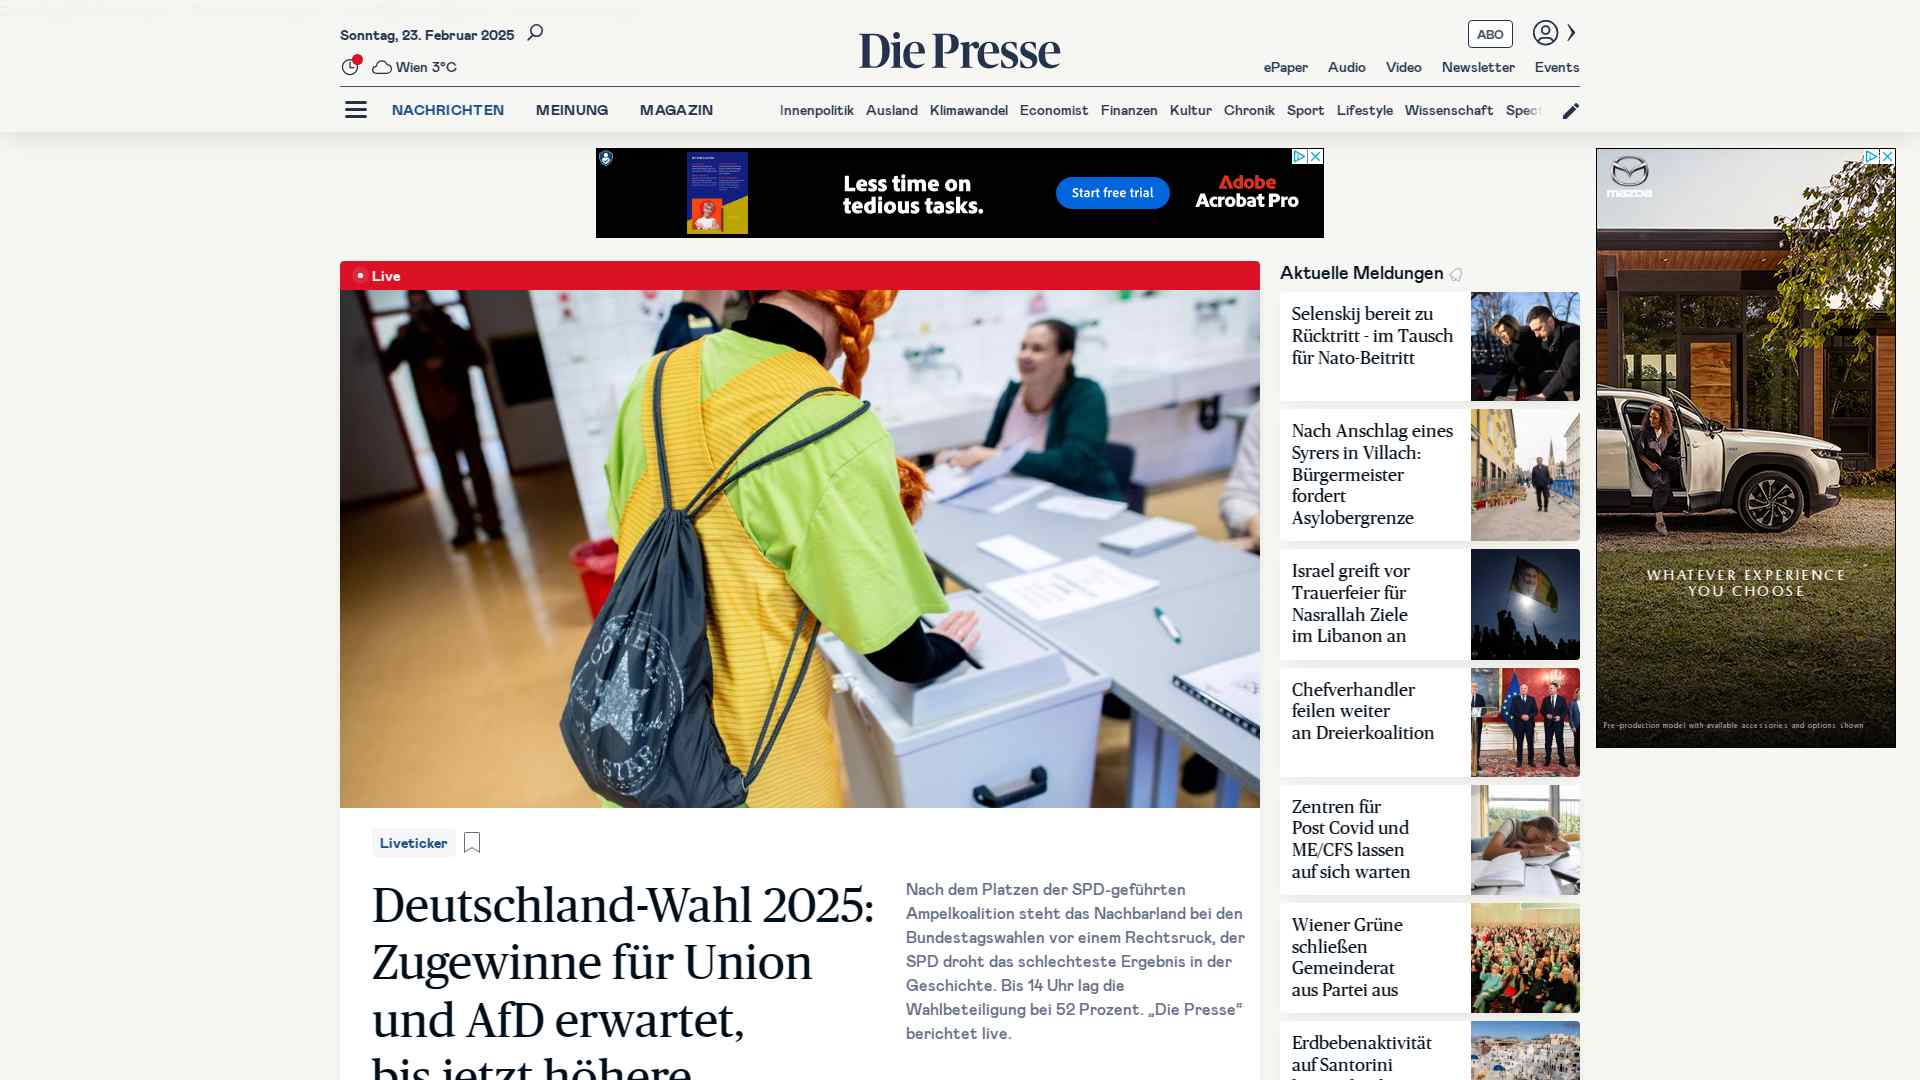 Sonntag, 23. Februar 2025
Wien 3°C
Die Presse
ABO
ePaper Audio Video Newsletter Events
NACHRICHTEN MEINUNG MAGAZIN
Innenpolitik Ausland Klimawandel Economist Finanzen Kultur Chronik Sport Lifestyle Wissenschaft Spect
Less time on
tedious tasks.
Start free trial
Adobe
Acrobat Pro
Live
Liveticker
Deutschland-Wahl 2025:
Zugewinne für Union
und AfD erwartet,
bis jetzt höhere
Nach dem Platzen der SPD-geführten
Ampelkoalition steht das Nachbarland bei den
Bundestagswahlen vor einem Rechtsruck, der
SPD droht das schlechteste Ergebnis in der
Geschichte. Bis 14 Uhr lag die
Wahlbeteiligung bei 52 Prozent. „Die Presse“
berichtet live.
Aktuelle Meldungen
Selenskij bereit zu
Rücktritt - im Tausch
für Nato-Beitritt
Nach Anschlag eines
Syrers in Villach:
Bürgermeister
fordert
Asylobergrenze
Israel greift vor
Trauerfeier für
Nasrallah Ziele
im Libanon an
Chefverhandler
feilen weiter
an Dreierkoalition
Zentren für
Post Covid und
ME/CFS lassen
auf sich warten
Wiener Grüne
schließen
Gemeinderat
aus Partei aus
Erdbebenaktivität
auf Santorini
mazda
WHATEVER EXPERIENCE
YOU CHOOSE
Pre-production model with available accessories and options shown